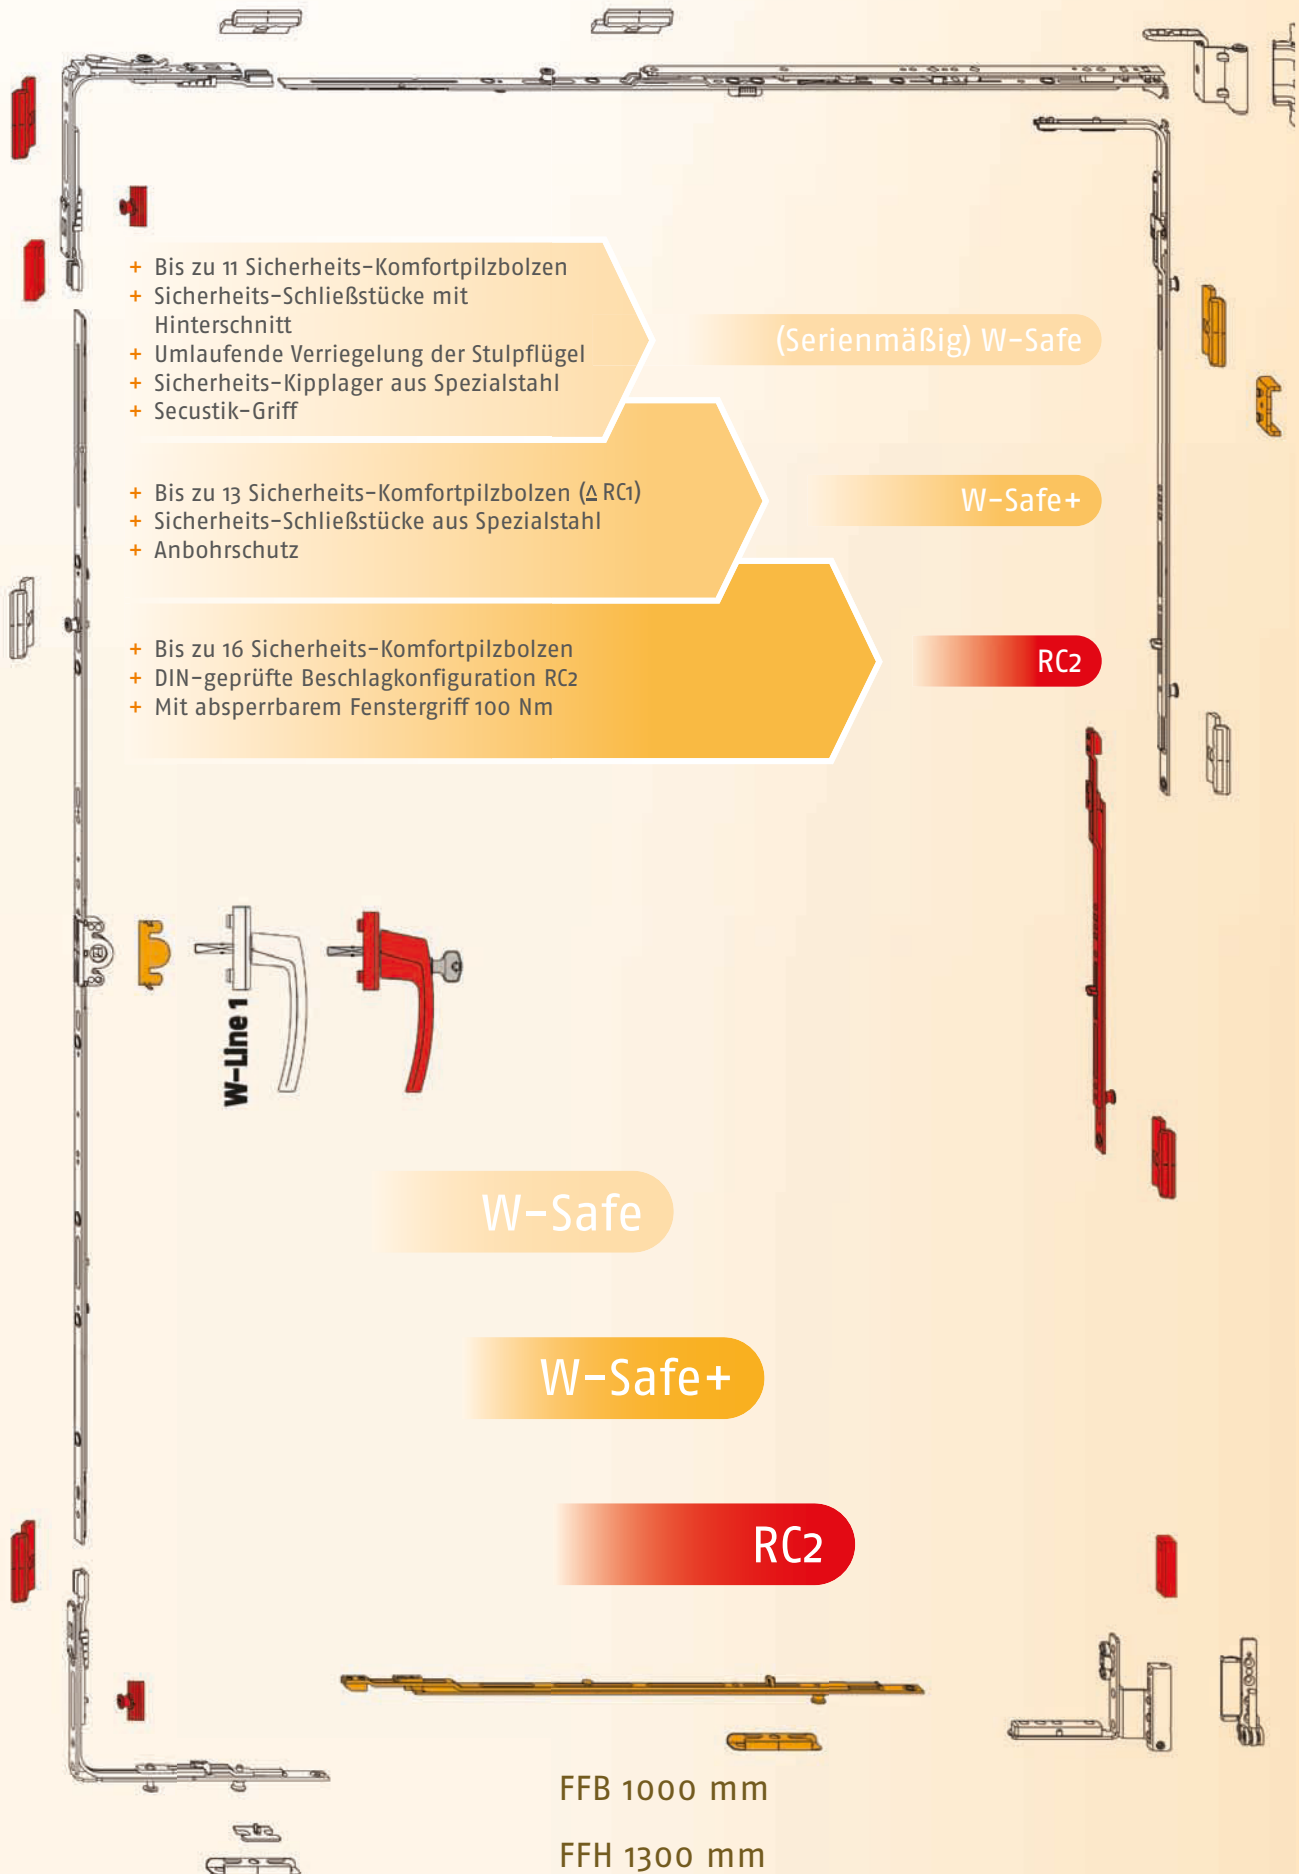 + Bis zu 11 Sicherheits-Komfortpilzbolzen
+ Sicherheits-Schließstücke mit
Hinterschnitt
+ Umlaufende Verriegelung der Stulpflügel
+ Sicherheits-Kipplager aus Spezialstahl
+ Secustik-Griff
(Serienmäßig) W-Safe
+ Bis zu 13 Sicherheits-Komfortpilzbolzen (≙ RC1)
+ Sicherheits-Schließstücke aus Spezialstahl
+ Anbohrschutz
W-Safe+
+ Bis zu 16 Sicherheits-Komfortpilzbolzen
+ DIN-geprüfte Beschlagkonfiguration RC2
+ Mit absperrbarem Fenstergriff 100 Nm
RC2
W-Line 1
W-Safe
W-Safe+
RC2
FFB 1000 mm
FFH 1300 mm